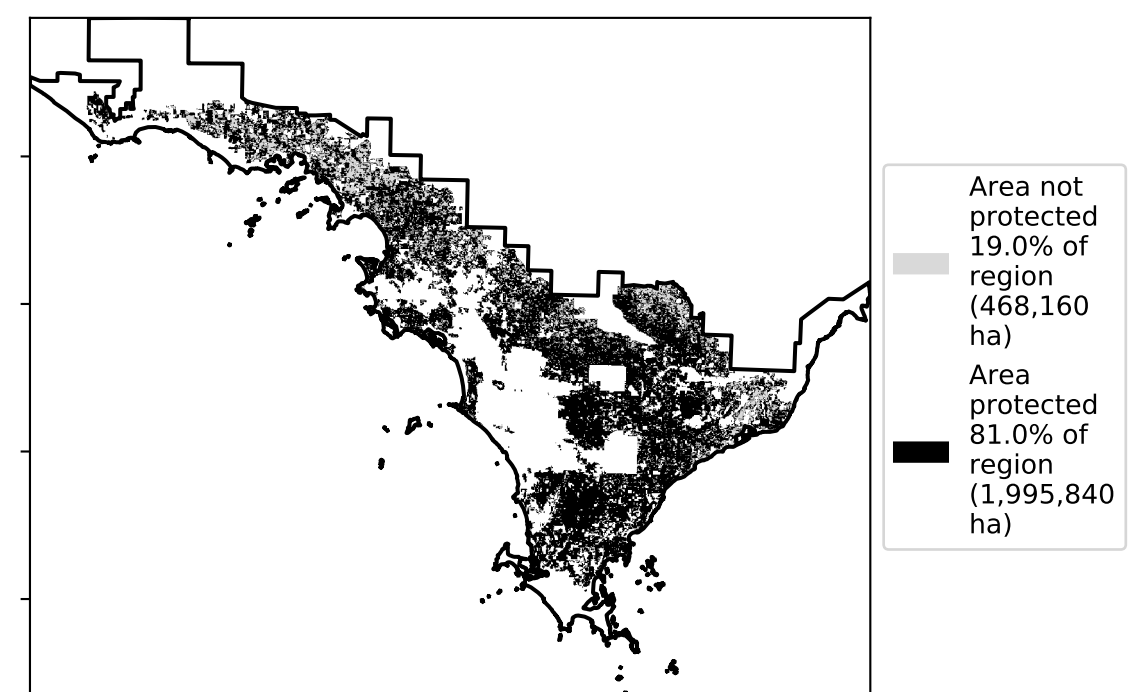 Area not
protected
19.0% of
region
(468,160
ha)
Area
protected
81.0% of
region
(1,995,840
ha)